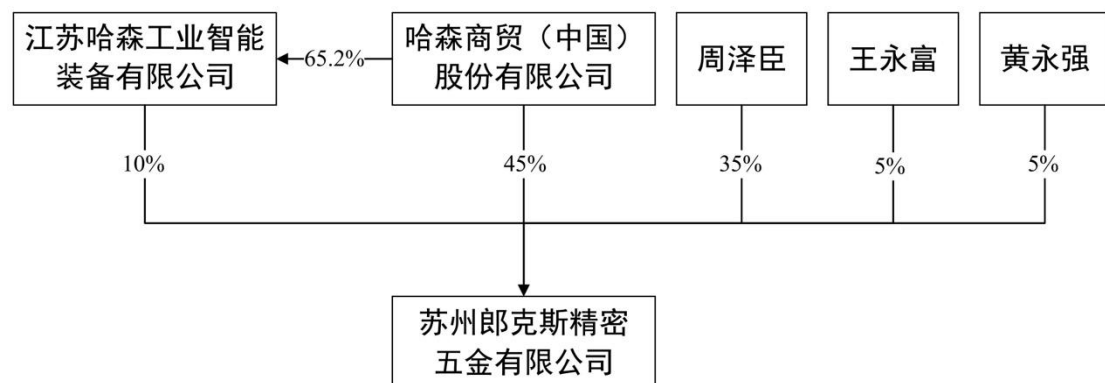 江苏哈森工业智能
装备有限公司
65.2%
哈森商贸（中国）
股份有限公司
周泽臣
王永富
黄永强
10%
45%
35%
5%
5%
苏州郎克斯精密
五金有限公司